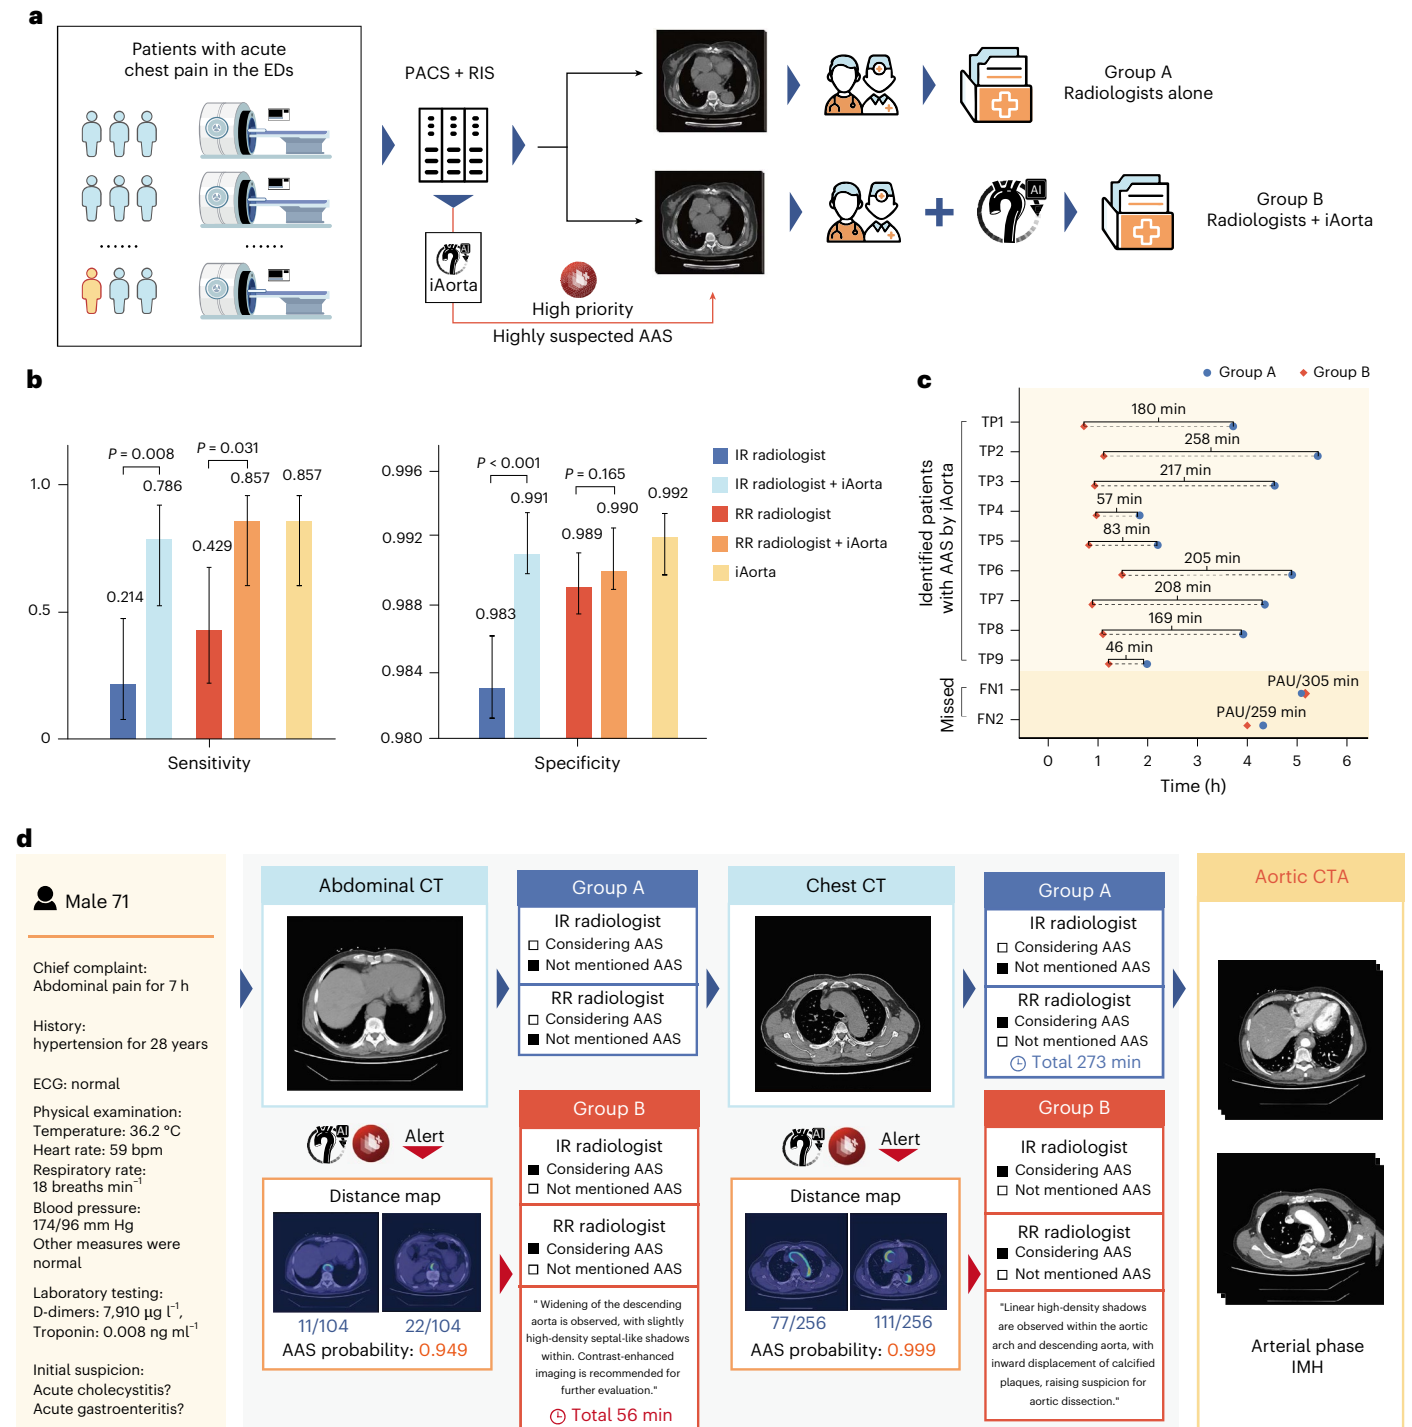 a
Patients with acute
chest pain in the EDs
......
......
PACS + RIS
AI
iAorta
High priority
Highly suspected AAS
Group A
Radiologists alone
AI
Group B
Radiologists + iAorta
b
1.0
0.5
0
P = 0.008
0.786
0.214
P = 0.031
0.857
0.857
0.429
Sensitivity
0.996
0.992
0.988
0.984
0.980
P < 0.001
0.991
0.983
P = 0.165
0.990
0.989
0.992
Specificity
IR radiologist
IR radiologist + iAorta
RR radiologist
RR radiologist + iAorta
iAorta
c
Group A
Group B
Identified patients
with AAS by iAorta
Missed
TP1
180 min
TP2
258 min
TP3
217 min
TP4
57 min
TP5
83 min
TP6
205 min
TP7
208 min
TP8
169 min
TP9
46 min
FN1
PAU/305 min
FN2
PAU/259 min
0 1 2 3 4 5 6
Time (h)
d
Male 71
Chief complaint:
Abdominal pain for 7 h
History:
hypertension for 28 years
ECG: normal
Physical examination:
Temperature: 36.2 °C
Heart rate: 59 bpm
Respiratory rate:
18 breaths min⁻¹
Blood pressure:
174/96 mm Hg
Other measures were
normal
Laboratory testing:
D-dimers: 7,910 μg l⁻¹,
Troponin: 0.008 ng ml⁻¹
Initial suspicion:
Acute cholecystitis?
Acute gastroenteritis?
Abdominal CT
AI
Alert
Distance map
11/104
22/104
AAS probability: 0.949
Group A
IR radiologist
Considering AAS
Not mentioned AAS
RR radiologist
Considering AAS
Not mentioned AAS
Group B
IR radiologist
Considering AAS
Not mentioned AAS
RR radiologist
Considering AAS
Not mentioned AAS
" Widening of the descending
aorta is observed, with slightly
high-density septal-like shadows
within. Contrast-enhanced
imaging is recommended for
further evaluation."
Total 56 min
Chest CT
AI
Alert
Distance map
77/256
111/256
AAS probability: 0.999
Group A
IR radiologist
Considering AAS
Not mentioned AAS
RR radiologist
Considering AAS
Not mentioned AAS
Total 273 min
Group B
IR radiologist
Considering AAS
Not mentioned AAS
RR radiologist
Considering AAS
Not mentioned AAS
"Linear high-density shadows
are observed within the aortic
arch and descending aorta, with
inward displacement of calcified
plaques, raising suspicion for
aortic dissection."
Aortic CTA
Arterial phase
IMH